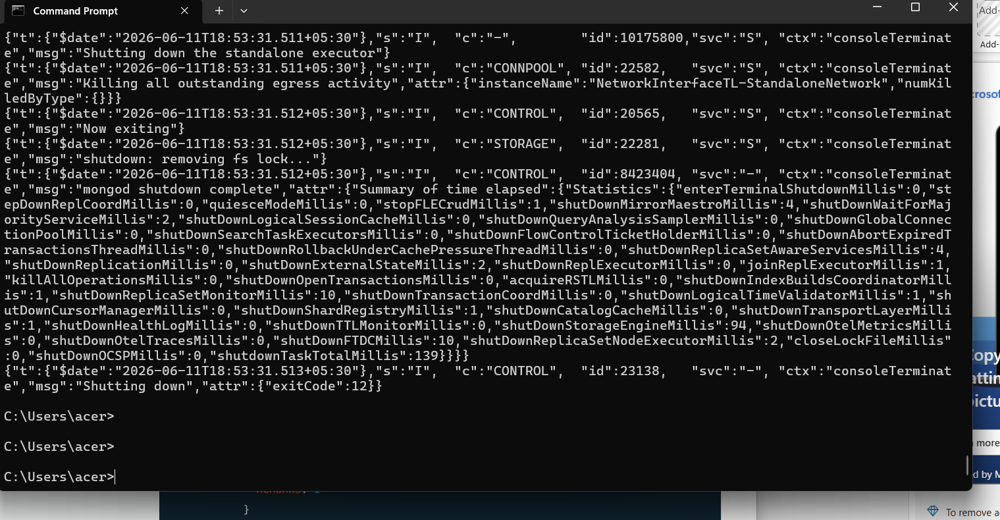 Command Prompt
{"t":{"$date":"2026-06-11T18:53:31.511+05:30"},"s":"I",  "c":"-",        "id":10175800,"svc":"S", "ctx":"consoleTerminat
e","msg":"Shutting down the standalone executor"}
{"t":{"$date":"2026-06-11T18:53:31.511+05:30"},"s":"I",  "c":"CONNPOOL", "id":22582,   "svc":"S", "ctx":"consoleTerminat
e","msg":"Killing all outstanding egress activity","attr":{"instanceName":"NetworkInterfaceTL-StandaloneNetwork","numKil
ledByType":{}}}
{"t":{"$date":"2026-06-11T18:53:31.512+05:30"},"s":"I",  "c":"CONTROL",  "id":20565,   "svc":"S", "ctx":"consoleTerminat
e","msg":"Now exiting"}
{"t":{"$date":"2026-06-11T18:53:31.512+05:30"},"s":"I",  "c":"STORAGE",  "id":22281,   "svc":"S", "ctx":"consoleTerminat
e","msg":"shutdown: removing fs lock..."}
{"t":{"$date":"2026-06-11T18:53:31.512+05:30"},"s":"I",  "c":"CONTROL",  "id":8423404, "svc":"-", "ctx":"consoleTerminat
e","msg":"mongod shutdown complete","attr":{"Summary of time elapsed":{"Statistics":{"enterTerminalShutdownMillis":0,"st
epDownReplCoordMillis":0,"quiesceModeMillis":0,"stopFLECrudMillis":1,"shutDownMirrorMaestroMillis":4,"shutDownWaitForMaj
orityServiceMillis":2,"shutDownLogicalSessionCacheMillis":0,"shutDownQueryAnalysisSamplerMillis":0,"shutDownGlobalConnec
tionPoolMillis":0,"shutDownSearchTaskExecutorsMillis":0,"shutDownFlowControlTicketHolderMillis":0,"shutDownAbortExpiredT
ransactionsThreadMillis":0,"shutDownRollbackUnderCachePressureThreadMillis":0,"shutDownReplicaSetAwareServicesMillis":4,
"shutDownReplicationMillis":0,"shutDownExternalStateMillis":2,"shutDownReplExecutorMillis":0,"joinReplExecutorMillis":1,
"killAllOperationsMillis":0,"shutDownOpenTransactionsMillis":0,"acquireRSTLMillis":0,"shutDownIndexBuildsCoordinatorMill
is":1,"shutDownReplicaSetMonitorMillis":10,"shutDownTransactionCoordMillis":0,"shutDownLogicalTimeValidatorMillis":1,"sh
utDownCursorManagerMillis":0,"shutDownShardRegistryMillis":1,"shutDownCatalogCacheMillis":0,"shutDownTransportLayerMilli
s":1,"shutDownHealthLogMillis":0,"shutDownTTLMonitorMillis":0,"shutDownStorageEngineMillis":94,"shutDownOtelMetricsMilli
s":0,"shutDownOtelTracesMillis":0,"shutDownFTDCMillis":10,"shutDownReplicaSetNodeExecutorMillis":2,"closeLockFileMillis"
:0,"shutDownOCSPMillis":0,"shutdownTaskTotalMillis":139}}}}
{"t":{"$date":"2026-06-11T18:53:31.513+05:30"},"s":"I",  "c":"CONTROL",  "id":23138,   "svc":"-", "ctx":"consoleTerminat
e","msg":"Shutting down","attr":{"exitCode":12}}
C:\Users\acer>
C:\Users\acer>
C:\Users\acer>
Add-
Add-
more
d by M
}
To remove a